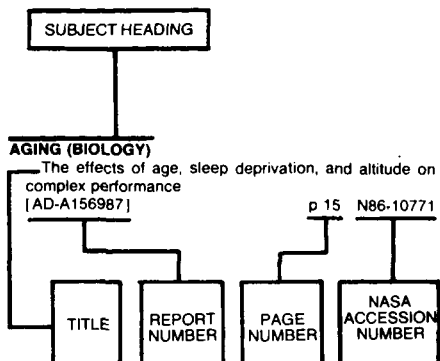 SUBJECT HEADING
AGING (BIOLOGY)
The effects of age, sleep deprivation, and altitude on
complex performance
[AD-A156987] p 15 N86-10771
TITLE
REPORT
NUMBER
PAGE
NUMBER
NASA
ACCESSION
NUMBER